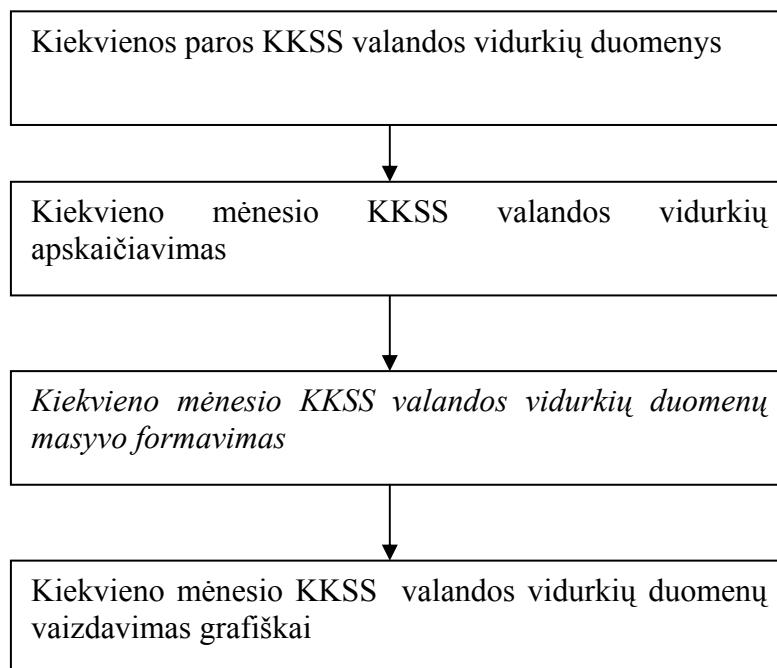 Kiekvienos paros KKSS valandos vidurkių duomenys
Kiekvieno mėnesio KKSS valandos vidurkių
apskaičiavimas
Kiekvieno mėnesio KKSS valandos vidurkių duomenų
masyvo formavimas
Kiekvieno mėnesio KKSS valandos vidurkių duomenų
vaizdavimas grafiškai